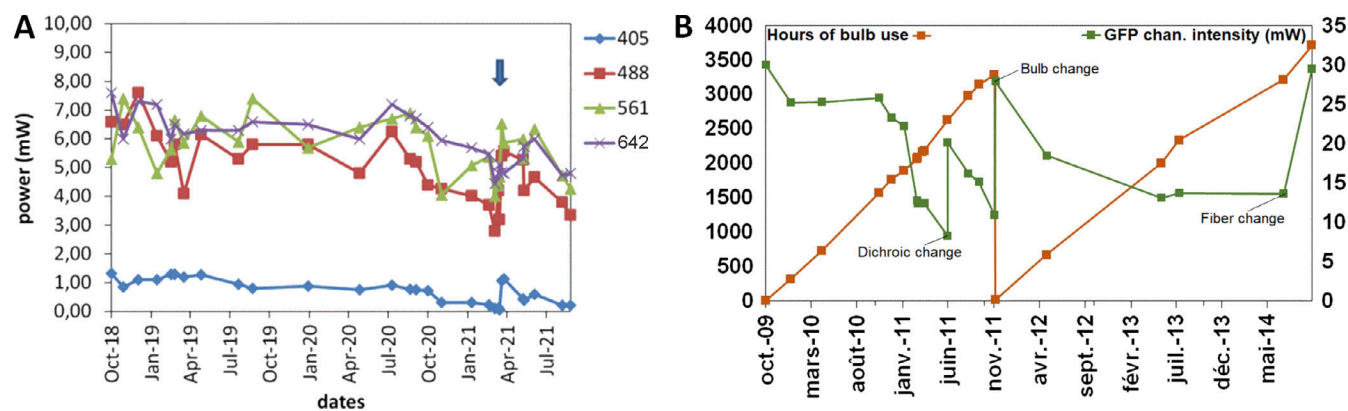 A
power (mW)
10,00
9,00
8,00
7,00
6,00
5,00
4,00
3,00
2,00
1,00
0,00
Oct-18
Jan-19
Apr-19
Jul-19
Oct-19
Jan-20
Apr-20
Jul-20
Oct-20
Jan-21
Apr-21
Jul-21
dates
405
488
561
642
B
Hours of bulb use
GFP chan. intensity (mW)
4000
3500
3000
2500
2000
1500
1000
500
0
35
30
25
20
15
10
5
0
Bulb change
Dichroic change
Fiber change
oct.-09
mars-10
août-10
janv.-11
juin-11
nov.-11
avr.-12
sept.-12
févr.-13
juil.-13
déc.-13
mai-14